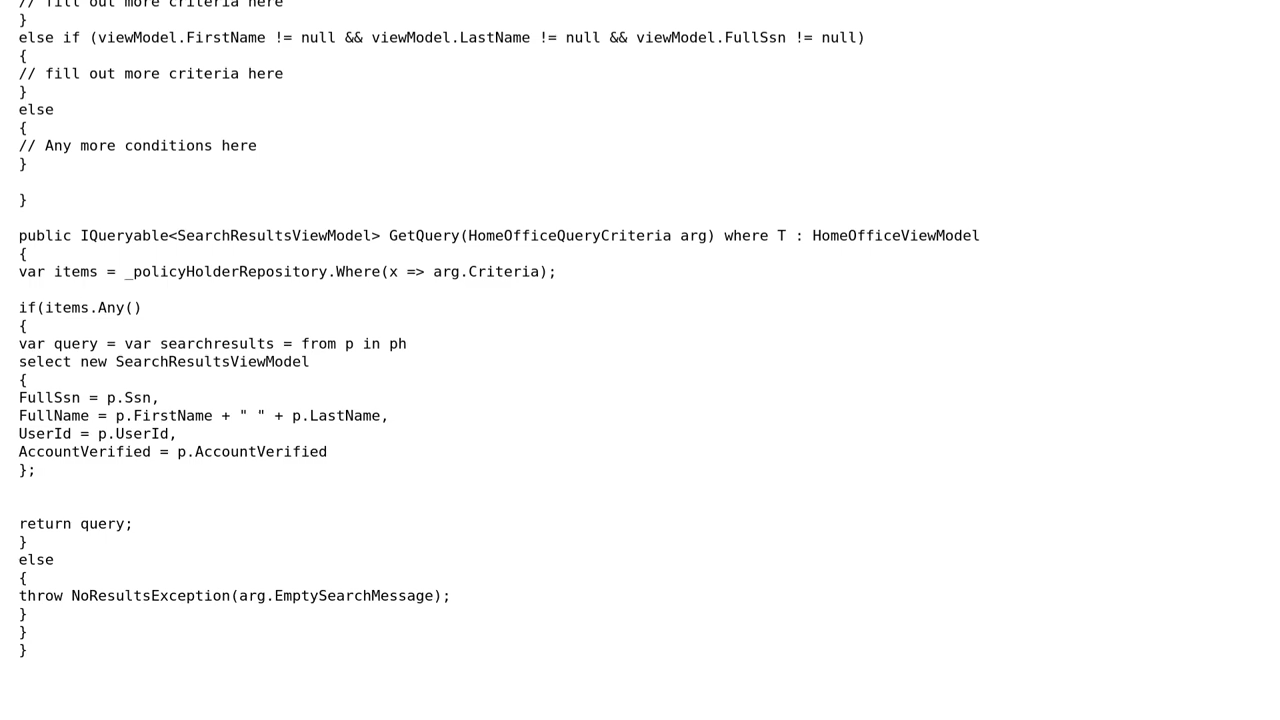 // fill out more criteria here
}
else if (viewModel.FirstName != null && viewModel.LastName != null && viewModel.FullSsn != null)
{
// fill out more criteria here
}
else
{
// Any more conditions here
}
}
public IQueryable<SearchResultsViewModel> GetQuery(HomeOfficeQueryCriteria arg) where T : HomeOfficeViewModel
{
var items = _policyHolderRepository.Where(x => arg.Criteria);
if(items.Any()
{
var query = var searchresults = from p in ph
select new SearchResultsViewModel
{
FullSsn = p.Ssn,
FullName = p.FirstName + " " + p.LastName,
UserId = p.UserId,
AccountVerified = p.AccountVerified
};
return query;
}
else
{
throw NoResultsException(arg.EmptySearchMessage);
}
}
}